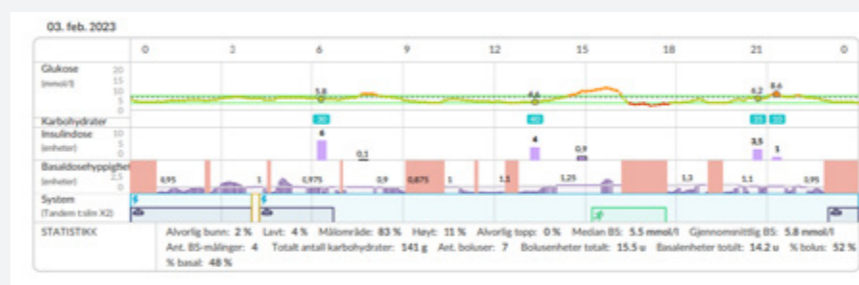 03. feb. 2023
0 3 6 9 12 15 18 21 0
Glukose
(mmol/l)
20
15
10
5
0
5,8 6,6 6,2 8,6
Karbohydrater
30 40 35
Insulindose
(enheter)
10
5
0
6 0,1 4 0,9 3,5 1
Basaldosehyppighet
(enheter)
2,5
0
0,95 1 0,975 0,9 0,875 1 1,1 1,25 1,3 1,1 0,95
System
(Tandem t:slim X2)
STATISTIKK
Alvorlig bunn: 2 % Lavt: 4 % Målområde: 83 % Høyt: 11 % Alvorlig topp: 0 % Median BS: 5.5 mmol/l Gjennomsnittlig BS: 5.8 mmol/l
Ant. BS-målinger: 4 Totalt antall karbohydrater: 141 g Ant. boluser: 7 Bolusenheter totalt: 15.5 u Basalenheter totalt: 14.2 u % bolus: 52 %
% basal: 48 %